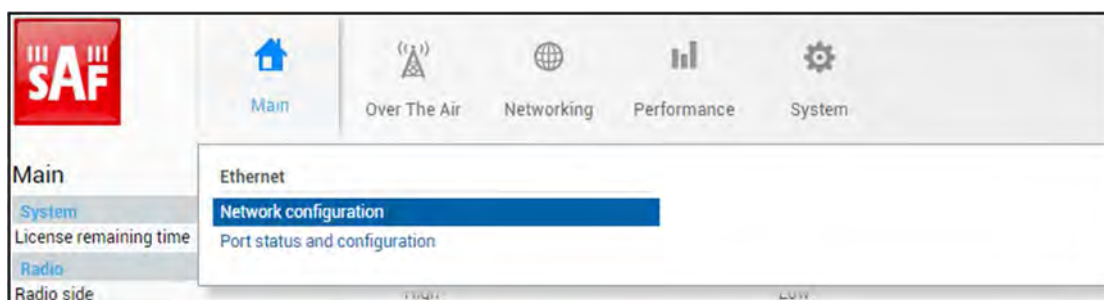 SAF
Main
Over The Air
Networking
Performance
System
Main
Ethernet
System
Network configuration
License remaining time
Port status and configuration
Radio
Radio side
High
Low